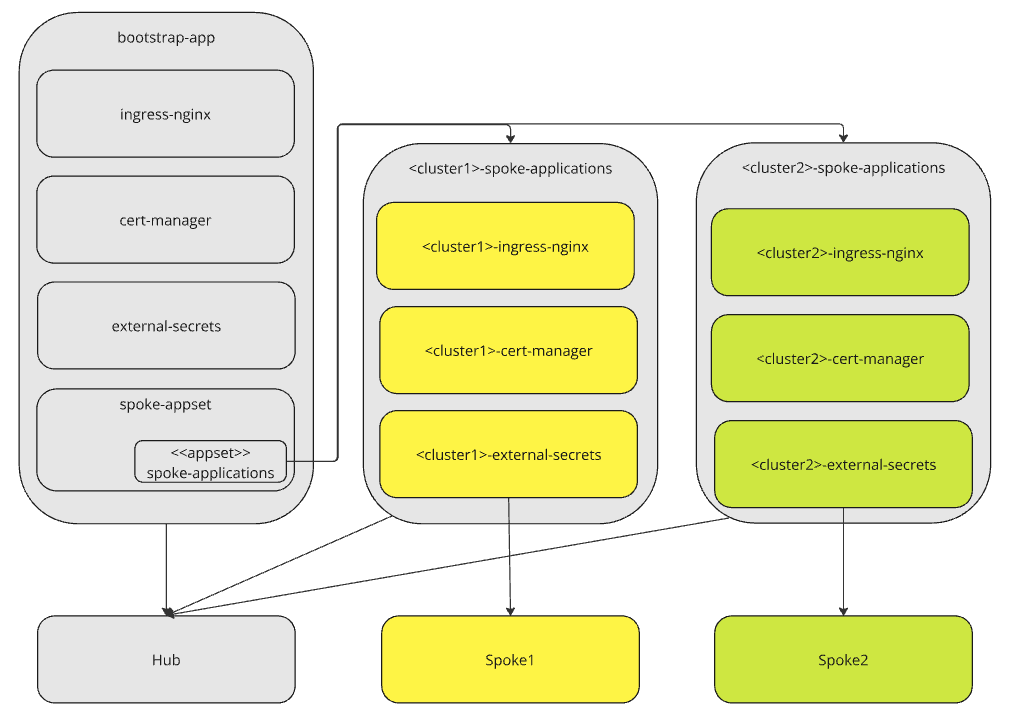 bootstrap-app
ingress-nginx
cert-manager
external-secrets
spoke-appset
<<appset>>
spoke-applications
<cluster1>-spoke-applications
<cluster1>-ingress-nginx
<cluster1>-cert-manager
<cluster1>-external-secrets
<cluster2>-spoke-applications
<cluster2>-ingress-nginx
<cluster2>-cert-manager
<cluster2>-external-secrets
Hub
Spoke1
Spoke2